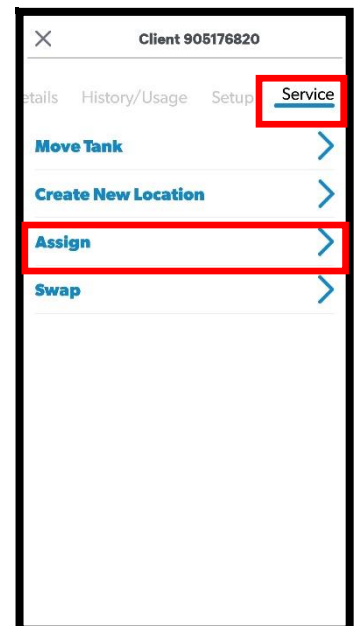 Client 905176820
etails History/Usage Setup Service
Move Tank
Create New Location
Assign
Swap